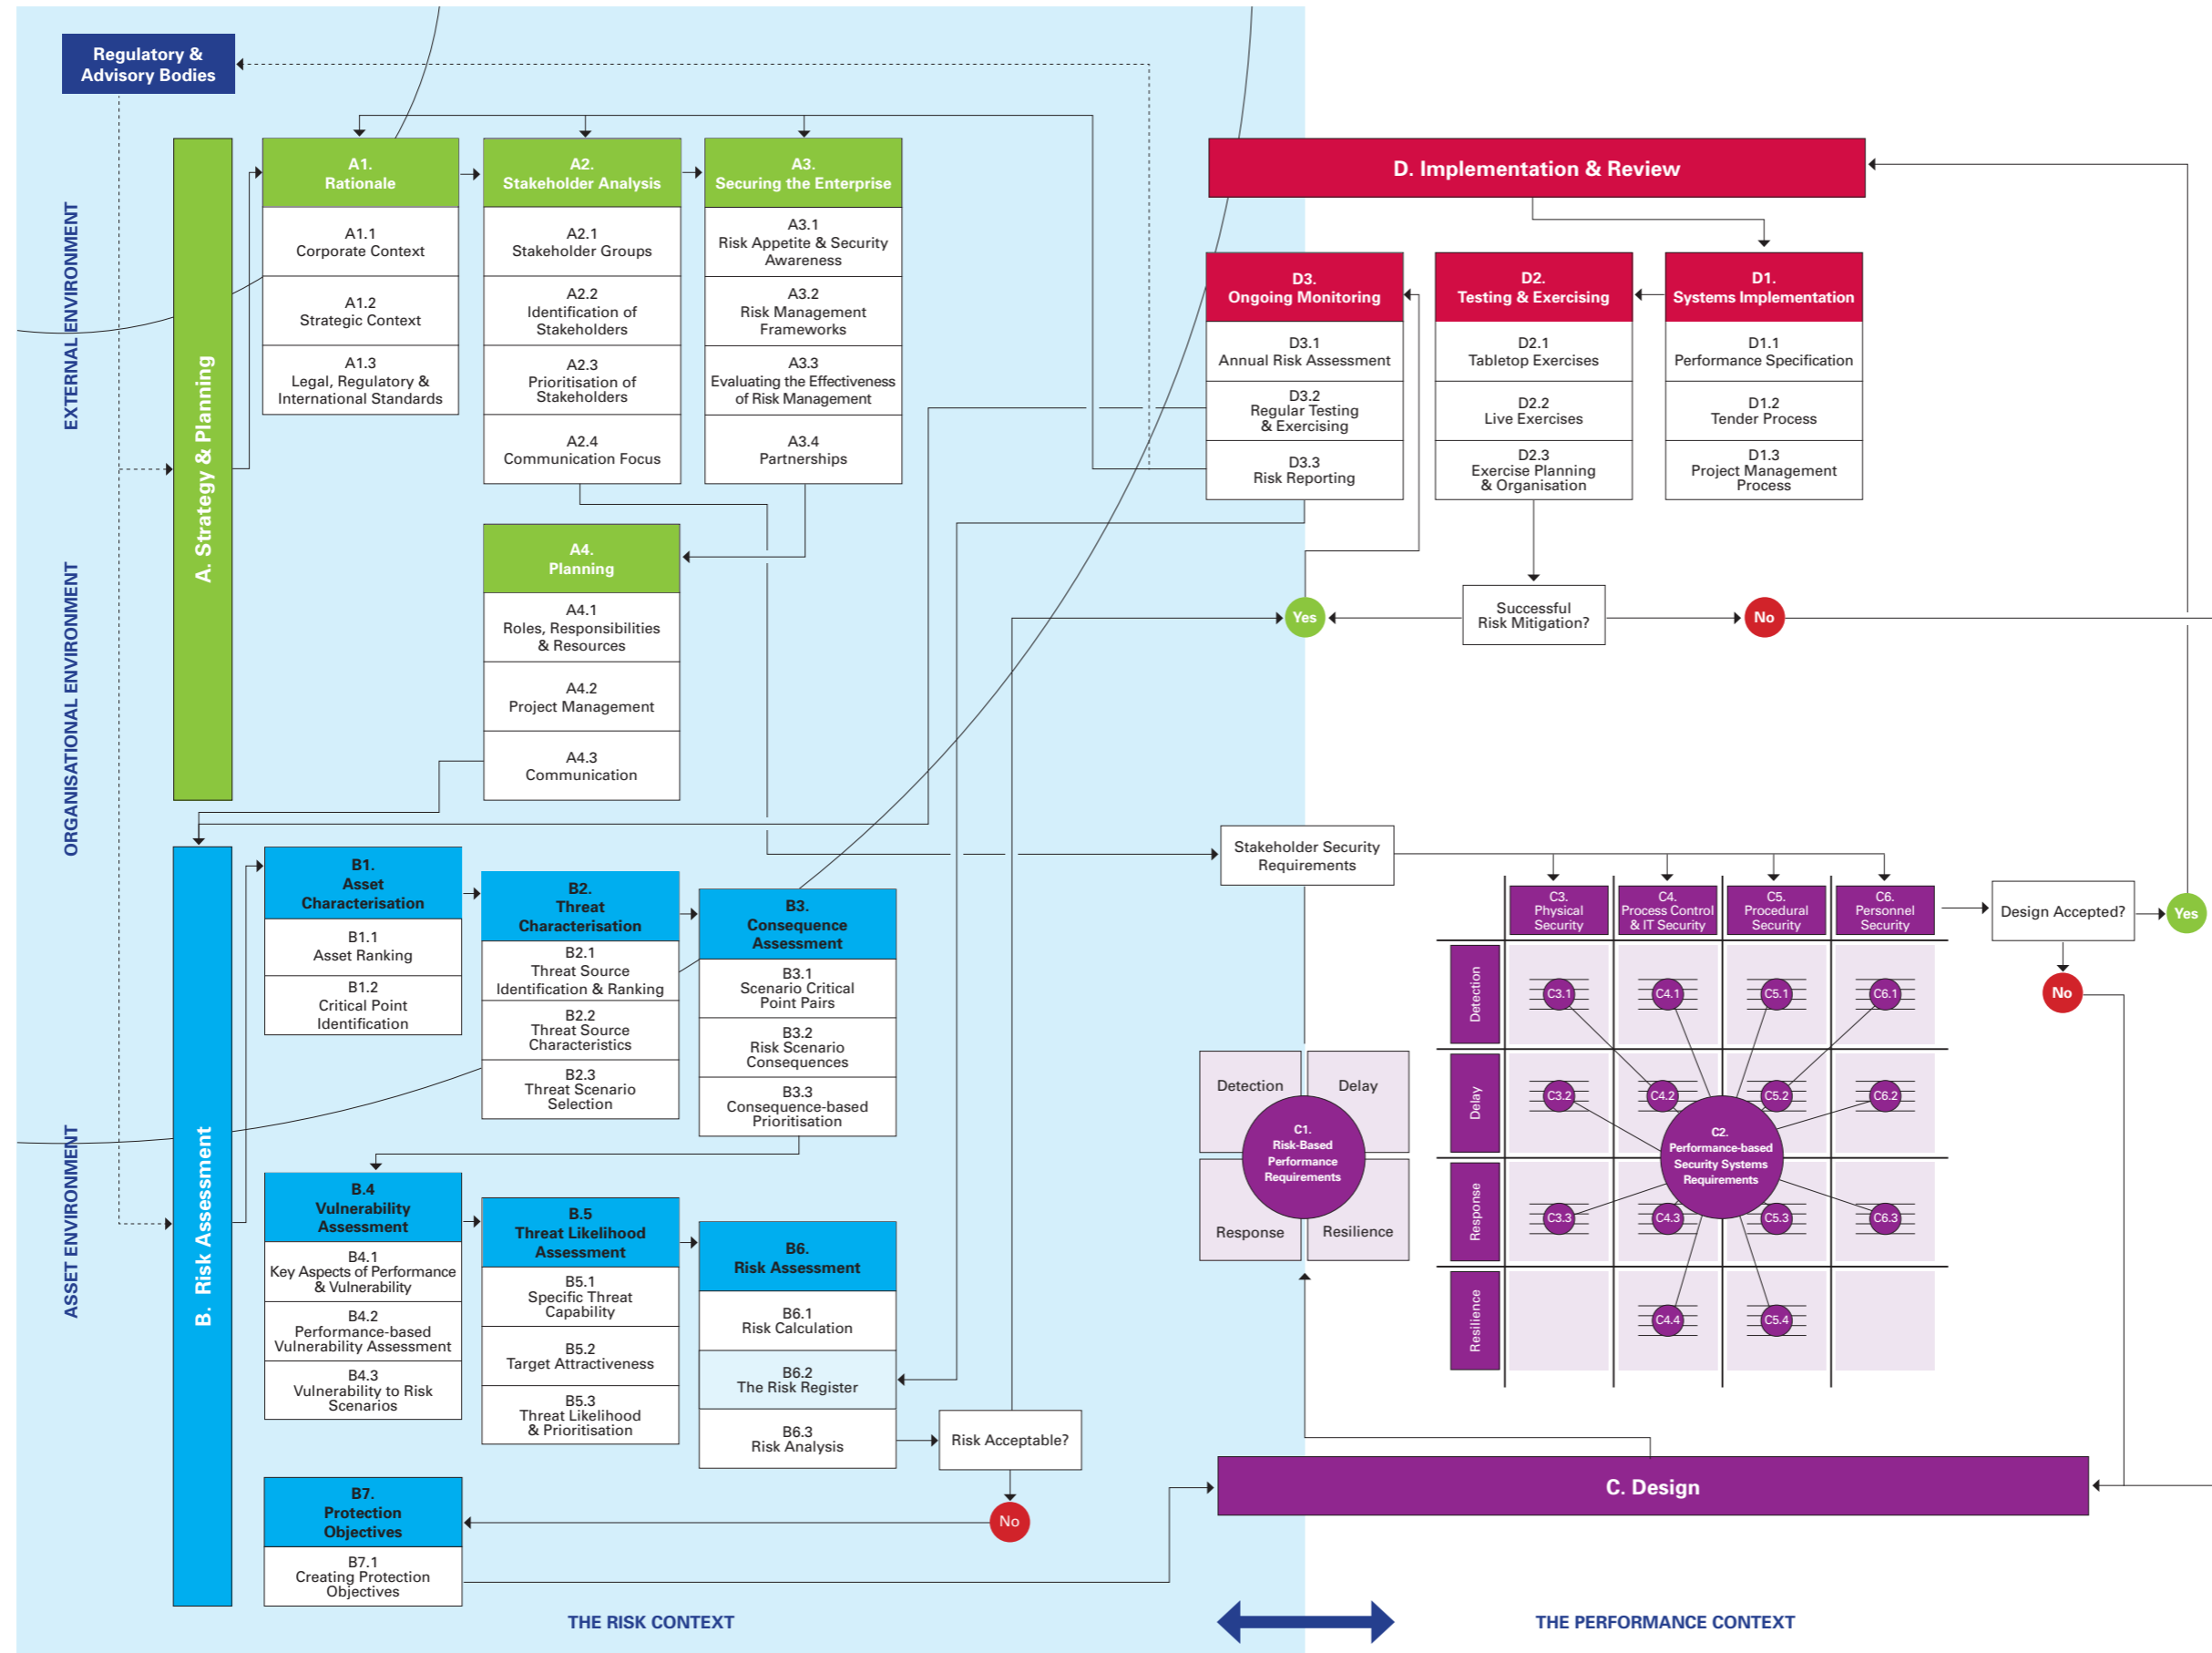 Regulatory &
Advisory Bodies
EXTERNAL ENVIRONMENT
ORGANISATIONAL ENVIRONMENT
ASSET ENVIRONMENT
A. Strategy & Planning
A1.
Rationale
A1.1
Corporate Context
A1.2
Strategic Context
A1.3
Legal, Regulatory &
International Standards
A2.
Stakeholder Analysis
A2.1
Stakeholder Groups
A2.2
Identification of
Stakeholders
A2.3
Prioritisation of
Stakeholders
A2.4
Communication Focus
A3.
Securing the Enterprise
A3.1
Risk Appetite & Security
Awareness
A3.2
Risk Management
Frameworks
A3.3
Evaluating the Effectiveness
of Risk Management
A3.4
Partnerships
A4.
Planning
A4.1
Roles, Responsibilities
& Resources
A4.2
Project Management
A4.3
Communication
D. Implementation & Review
D3.
Ongoing Monitoring
D3.1
Annual Risk Assessment
D3.2
Regular Testing
& Exercising
D3.3
Risk Reporting
D2.
Testing & Exercising
D2.1
Tabletop Exercises
D2.2
Live Exercises
D2.3
Exercise Planning
& Organisation
D1.
Systems Implementation
D1.1
Performance Specification
D1.2
Tender Process
D1.3
Project Management
Process
Yes
Successful
Risk Mitigation?
No
B. Risk Assessment
B1.
Asset
Characterisation
B1.1
Asset Ranking
B1.2
Critical Point
Identification
B2.
Threat
Characterisation
B2.1
Threat Source
Identification & Ranking
B2.2
Threat Source
Characteristics
B2.3
Threat Scenario
Selection
B3.
Consequence
Assessment
B3.1
Scenario Critical
Point Pairs
B3.2
Risk Scenario
Consequences
B3.3
Consequence-based
Prioritisation
B.4
Vulnerability
Assessment
B4.1
Key Aspects of Performance
& Vulnerability
B4.2
Performance-based
Vulnerability Assessment
B4.3
Vulnerability to Risk
Scenarios
B.5
Threat Likelihood
Assessment
B5.1
Specific Threat
Capability
B5.2
Target Attractiveness
B5.3
Threat Likelihood
& Prioritisation
B6.
Risk Assessment
B6.1
Risk Calculation
B6.2
The Risk Register
B6.3
Risk Analysis
Risk Acceptable?
No
B7.
Protection
Objectives
B7.1
Creating Protection
Objectives
Stakeholder Security
Requirements
Detection
Delay
C1.
Risk-Based
Performance
Requirements
Response
Resilience
C3.
Physical
Security
C4.
Process Control
& IT Security
C5.
Procedural
Security
C6.
Personnel
Security
Detection
C3.1
C4.1
C5.1
C6.1
Delay
C3.2
C4.2
C5.2
C6.2
C2.
Performance-based
Security Systems
Requirements
Response
C3.3
C4.3
C5.3
C6.3
Resilience
C4.4
C5.4
Design Accepted?
Yes
No
C. Design
THE RISK CONTEXT
THE PERFORMANCE CONTEXT